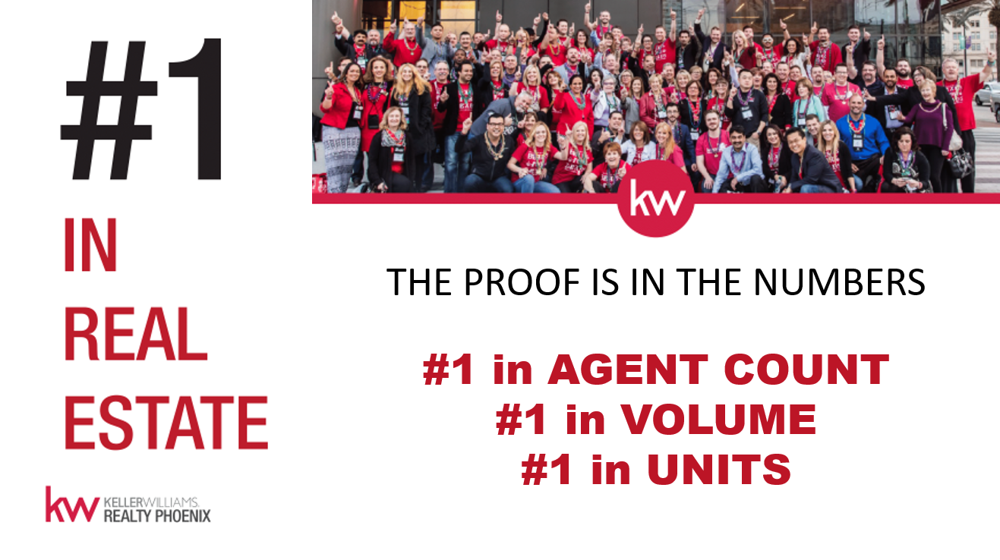 #1
IN
REAL
ESTATE
kw KELLERWILLIAMS.
REALTY PHOENIX
kw
THE PROOF IS IN THE NUMBERS
#1 in AGENT COUNT
#1 in VOLUME
#1 in UNITS